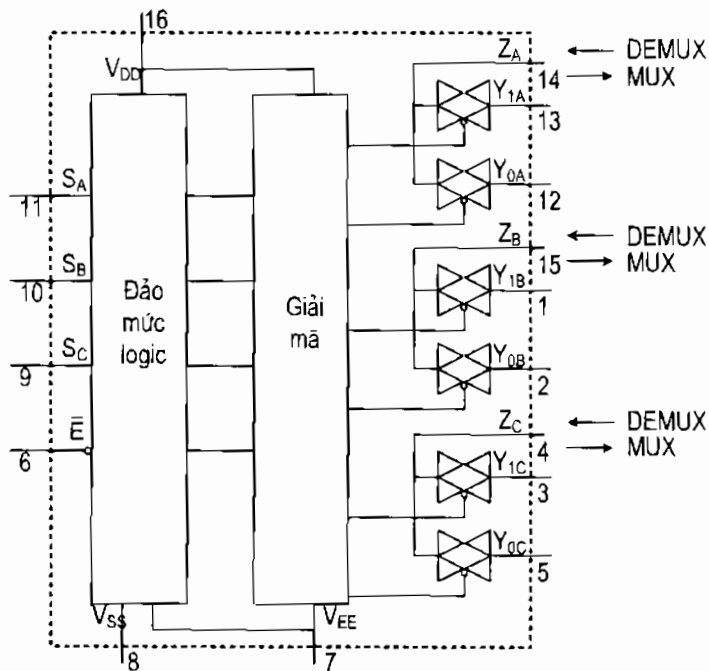 16
V_DD
Z_A
DEMUX
14
MUX
Y_1A
13
S_A
11
Y_0A
12
Z_B
DEMUX
15
MUX
S_B
10
Y_1B
1
Đảo
mức
logic
Giải
mã
S_C
9
Y_0B
2
Z_C
DEMUX
4
MUX
E̅
6
Y_1C
3
Y_0C
5
V_SS
V_EE
8
7